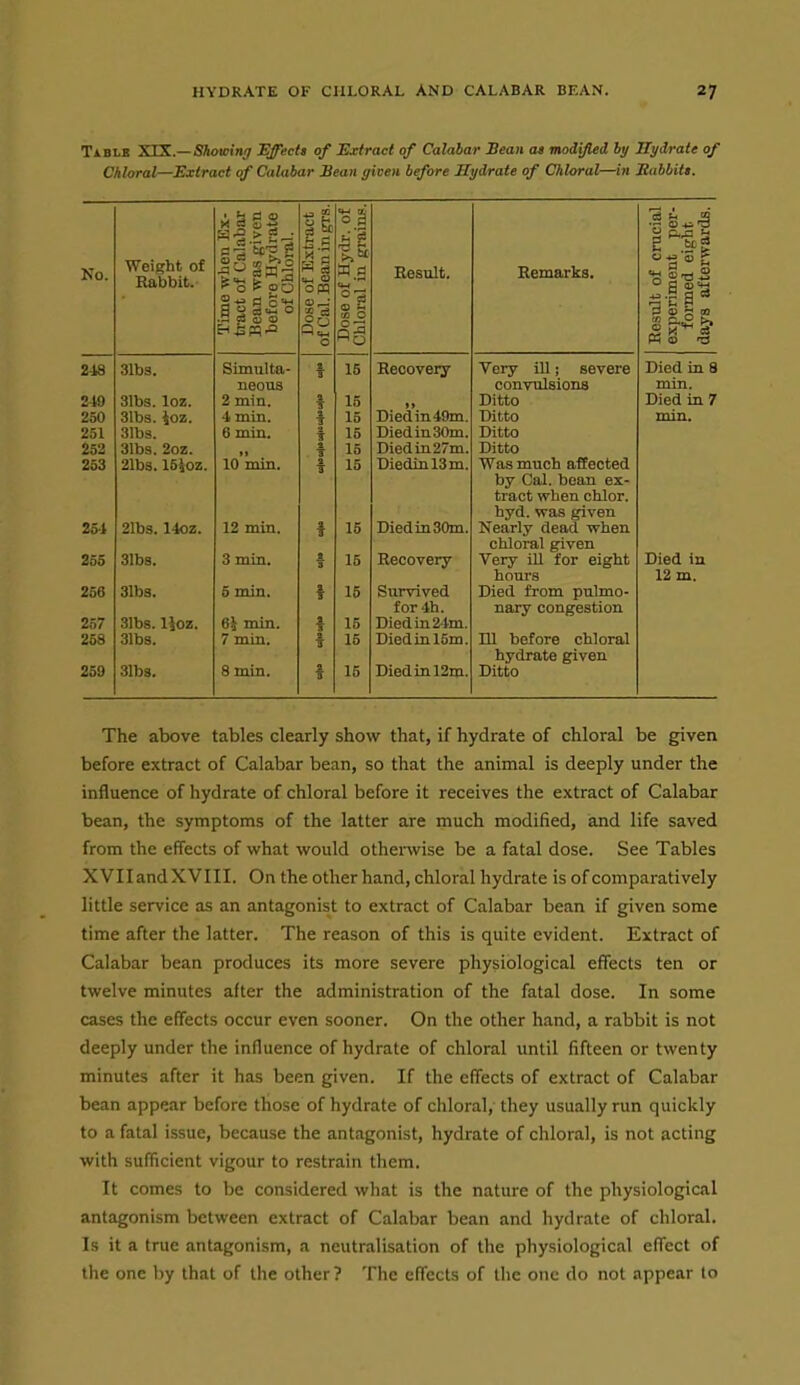 HYDRATE OF CHLORAL AND CALABAR BEAN. 27
TABLE XIX.—Showing Effects of Extract of Calabar Bean as modified by Hydrate of
Chloral—Extract of Calabar Bean given before Hydrate of Chloral—in Rabbits.
No. | Weight of Rabbit. | Time when Extract of Calabar Bean was given before Hydrate of Chloral. | Dose of Extract of Cal. Bean in grs. | Dose of Hydr. of Chloral in grains. | Result. | Remarks. | Result of crucial experiment performed eight days afterwards.
248 | 3lbs. | Simultaneous | | 15 | Recovery | Very ill; severe convulsions | Died in 8 min.
249 | 3lbs. 1oz. | 2 min. | | 15 | ,, | Ditto | Died in 7 min.
250 | 3lbs. ½oz. | 4 min. | | 15 | Died in 49m. | Ditto
251 | 3lbs. | 6 min. | | 15 | Died in 30m. | Ditto
252 | 3lbs. 2oz. | ,, | | 15 | Died in 27m. | Ditto
253 | 2lbs. 15½oz. | 10 min. | | 15 | Died in 13m. | Was much affected by Cal. bean extract when chlor. hyd. was given
254 | 2lbs. 14oz. | 12 min. | | 15 | Died in 30m. | Nearly dead when chloral given
255 | 3lbs. | 3 min. | | 15 | Recovery | Very ill for eight hours | Died in 12 m.
256 | 3lbs. | 5 min. | | 15 | Survived for 4h. | Died from pulmonary congestion
257 | 3lbs. 1½oz. | 6½ min. | | 15 | Died in 24m.
258 | 3lbs. | 7 min. | | 15 | Died in 15m. | Ill before chloral hydrate given
259 | 3lbs. | 8 min. | | 15 | Died in 12m. | Ditto
The above tables clearly show that, if hydrate of chloral be given
before extract of Calabar bean, so that the animal is deeply under the
influence of hydrate of chloral before it receives the extract of Calabar
bean, the symptoms of the latter are much modified, and life saved
from the effects of what would otherwise be a fatal dose. See Tables
XVII and XVIII. On the other hand, chloral hydrate is of comparatively
little service as an antagonist to extract of Calabar bean if given some
time after the latter. The reason of this is quite evident. Extract of
Calabar bean produces its more severe physiological effects ten or
twelve minutes after the administration of the fatal dose. In some
cases the effects occur even sooner. On the other hand, a rabbit is not
deeply under the influence of hydrate of chloral until fifteen or twenty
minutes after it has been given. If the effects of extract of Calabar
bean appear before those of hydrate of chloral, they usually run quickly
to a fatal issue, because the antagonist, hydrate of chloral, is not acting
with sufficient vigour to restrain them.
It comes to be considered what is the nature of the physiological
antagonism between extract of Calabar bean and hydrate of chloral.
Is it a true antagonism, a neutralisation of the physiological effect of
the one by that of the other? The effects of the one do not appear to